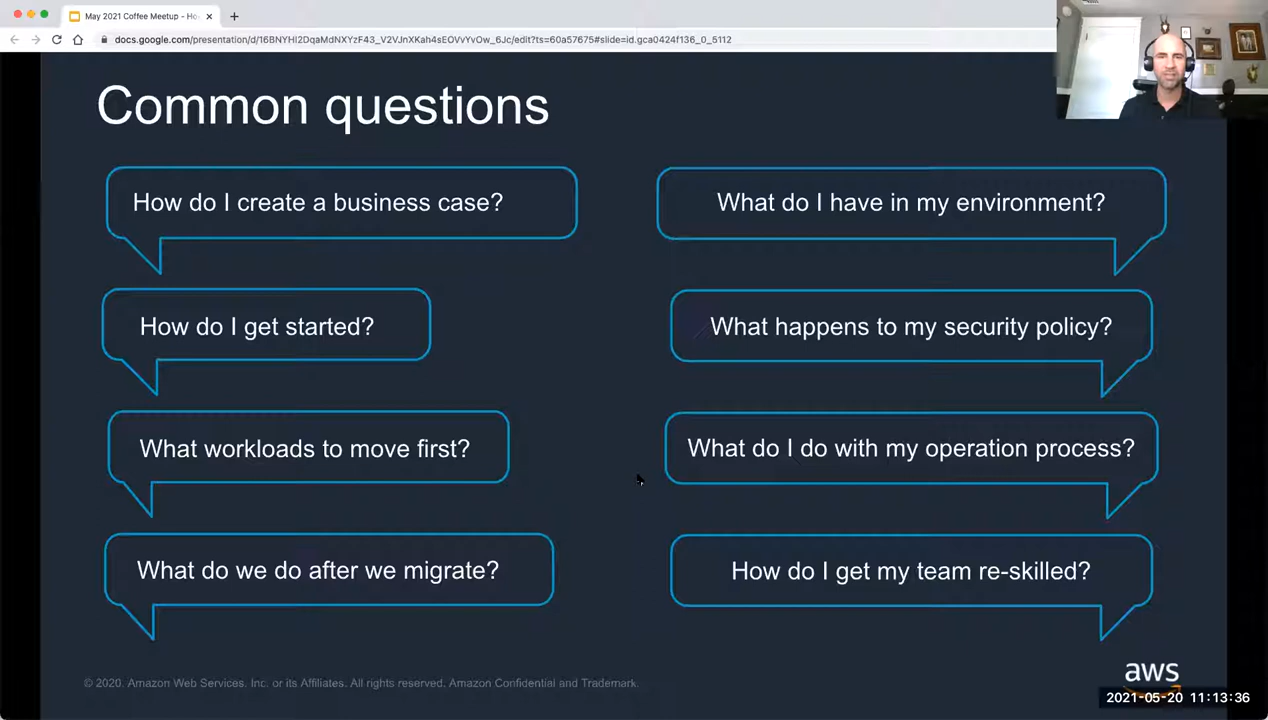 May 2021 Coffee Meetup - Ho
docs.google.com/presentation/d/16BNYHI2DqaMdNXYzF43_V2VJnXKah4sEOVvYvOw_6Jc/edit?ts=60a57675#slide=id.gca0424f136_0_5112
Common questions
How do I create a business case?
What do I have in my environment?
How do I get started?
What happens to my security policy?
What workloads to move first?
What do I do with my operation process?
What do we do after we migrate?
How do I get my team re-skilled?
© 2020. Amazon Web Services. Inc. or its Affiliates. All rights reserved. Amazon Confidential and Trademark.
aws
2021-05-20 11:13:36